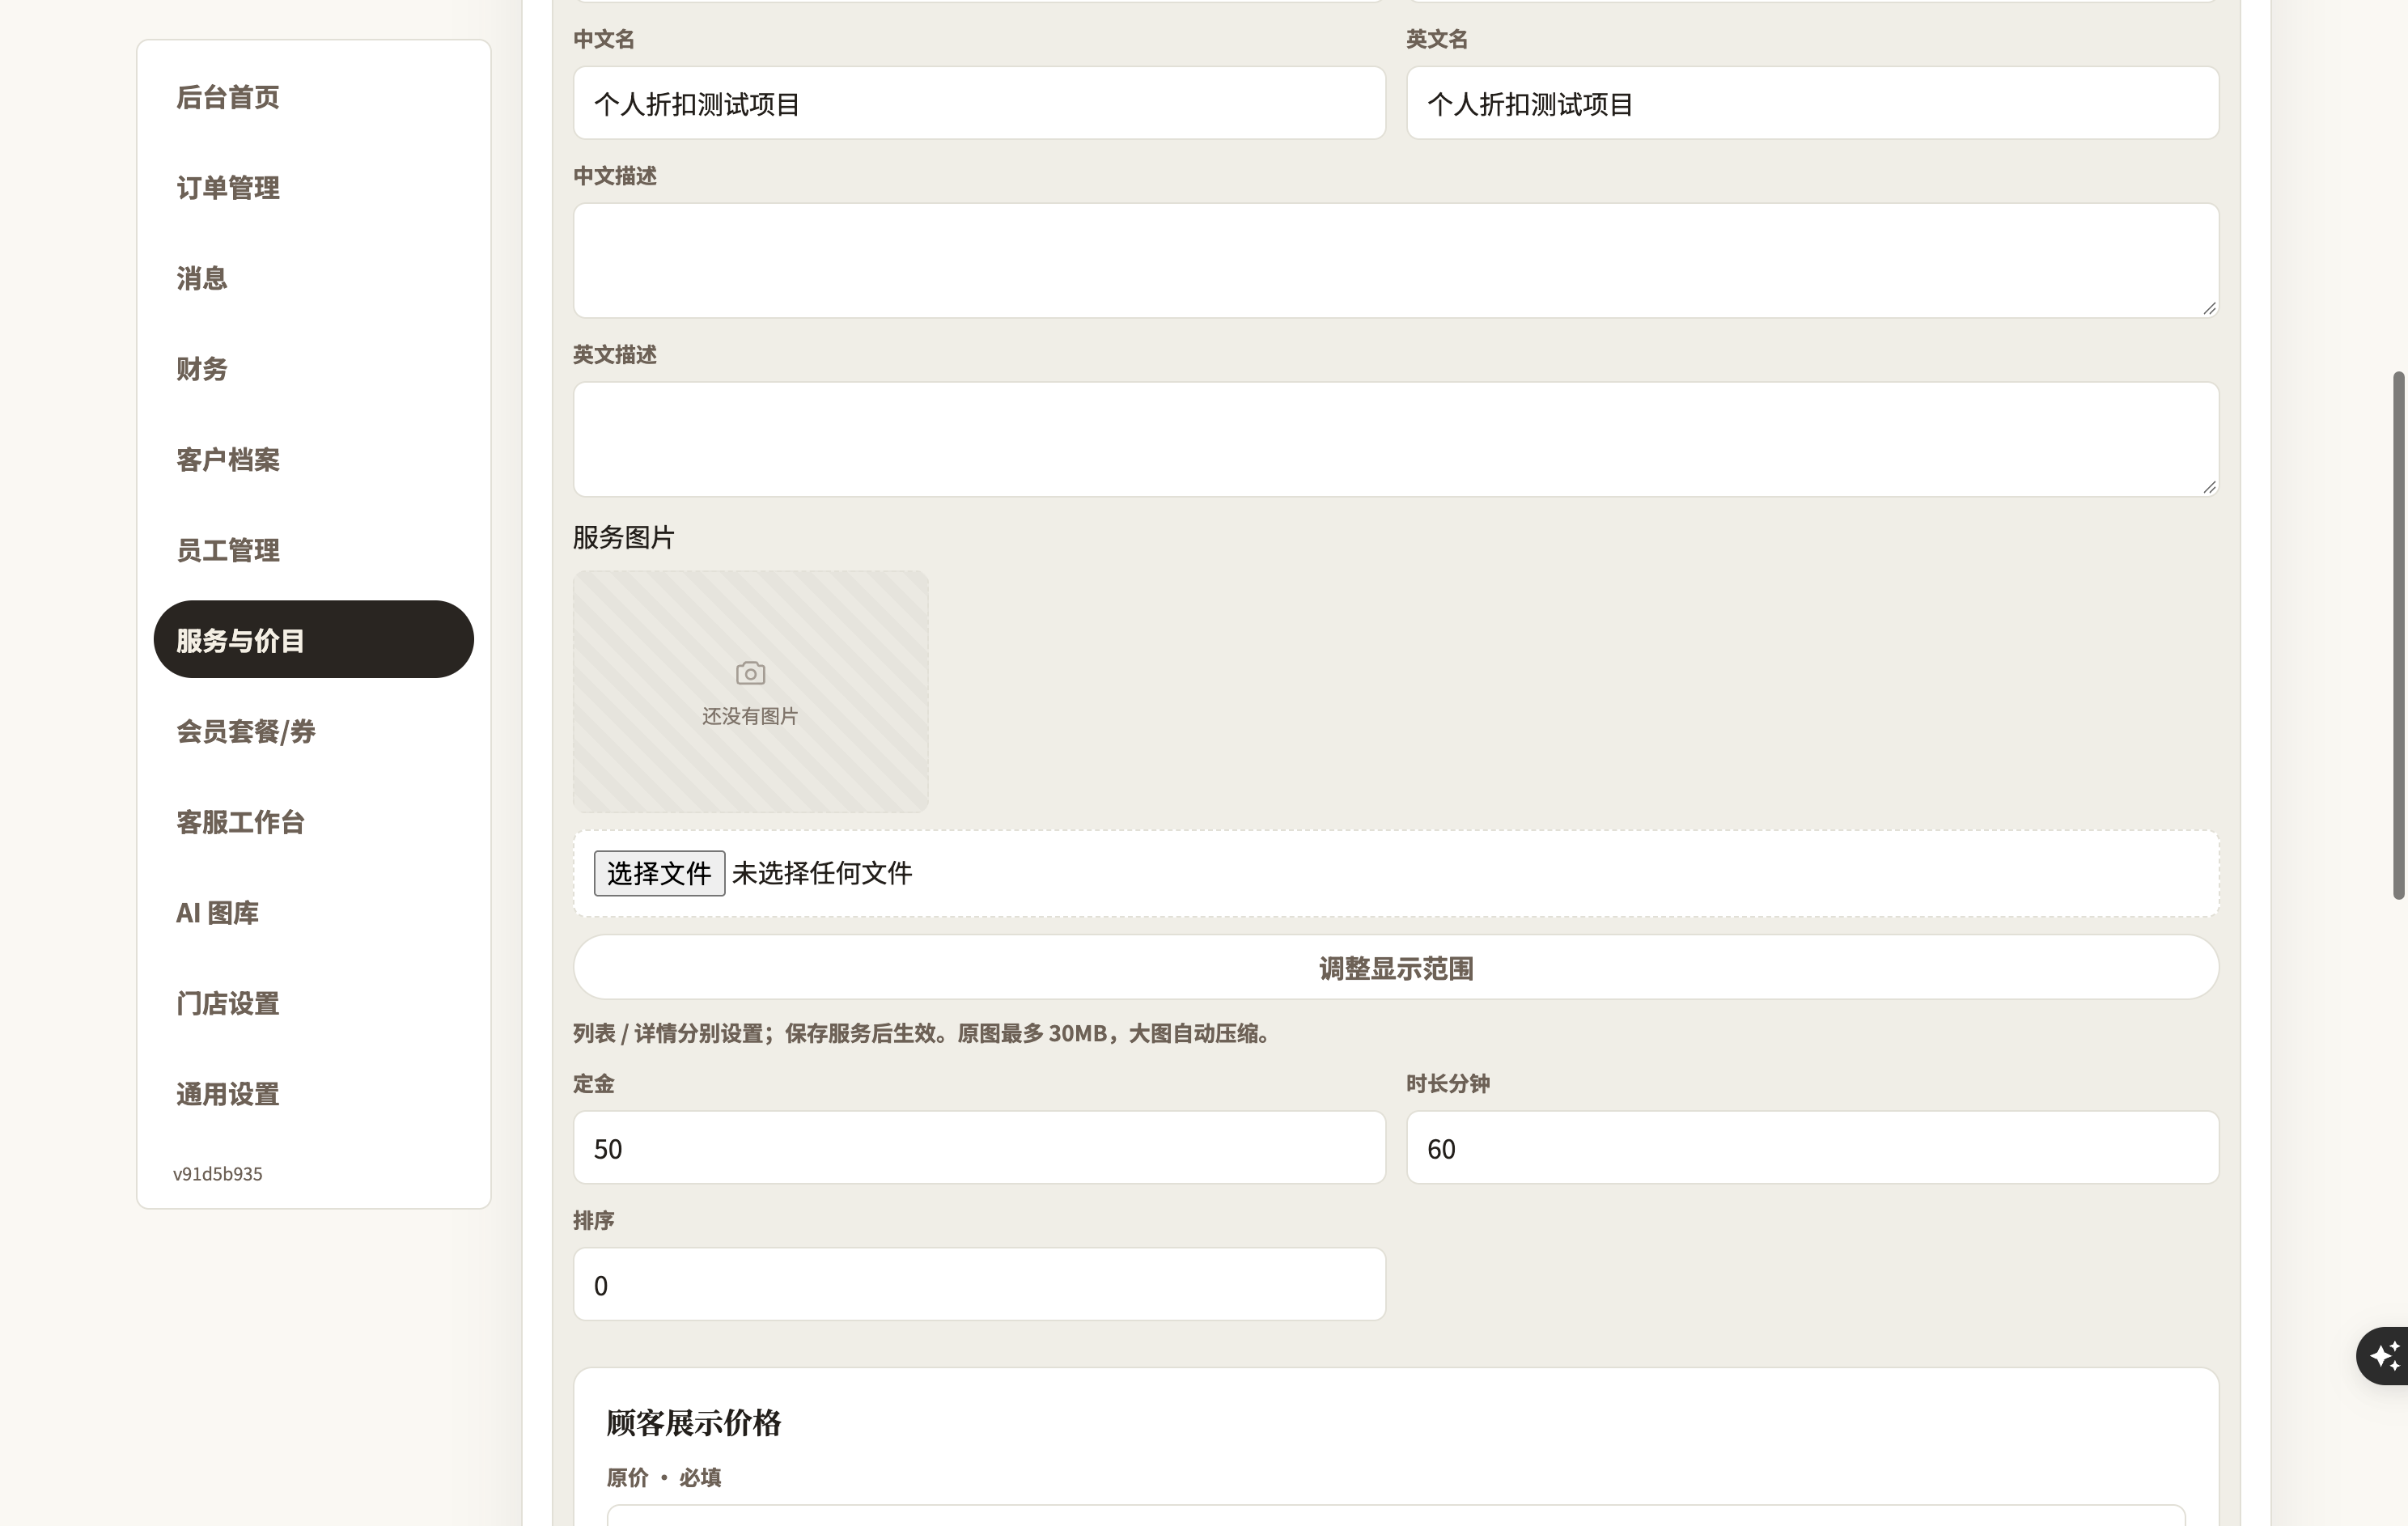 后台首页
订单管理
消息
财务
客户档案
员工管理
服务与价目
会员套餐/券
客服工作台
AI 图库
门店设置
通用设置
v91d5b935
中文名
英文名
个人折扣测试项目
个人折扣测试项目
中文描述
英文描述
服务图片
还没有图片
选择文件 未选择任何文件
调整显示范围
列表 / 详情分别设置；保存服务后生效。原图最多 30MB，大图自动压缩。
定金
时长分钟
50
60
排序
0
顾客展示价格
原价 · 必填